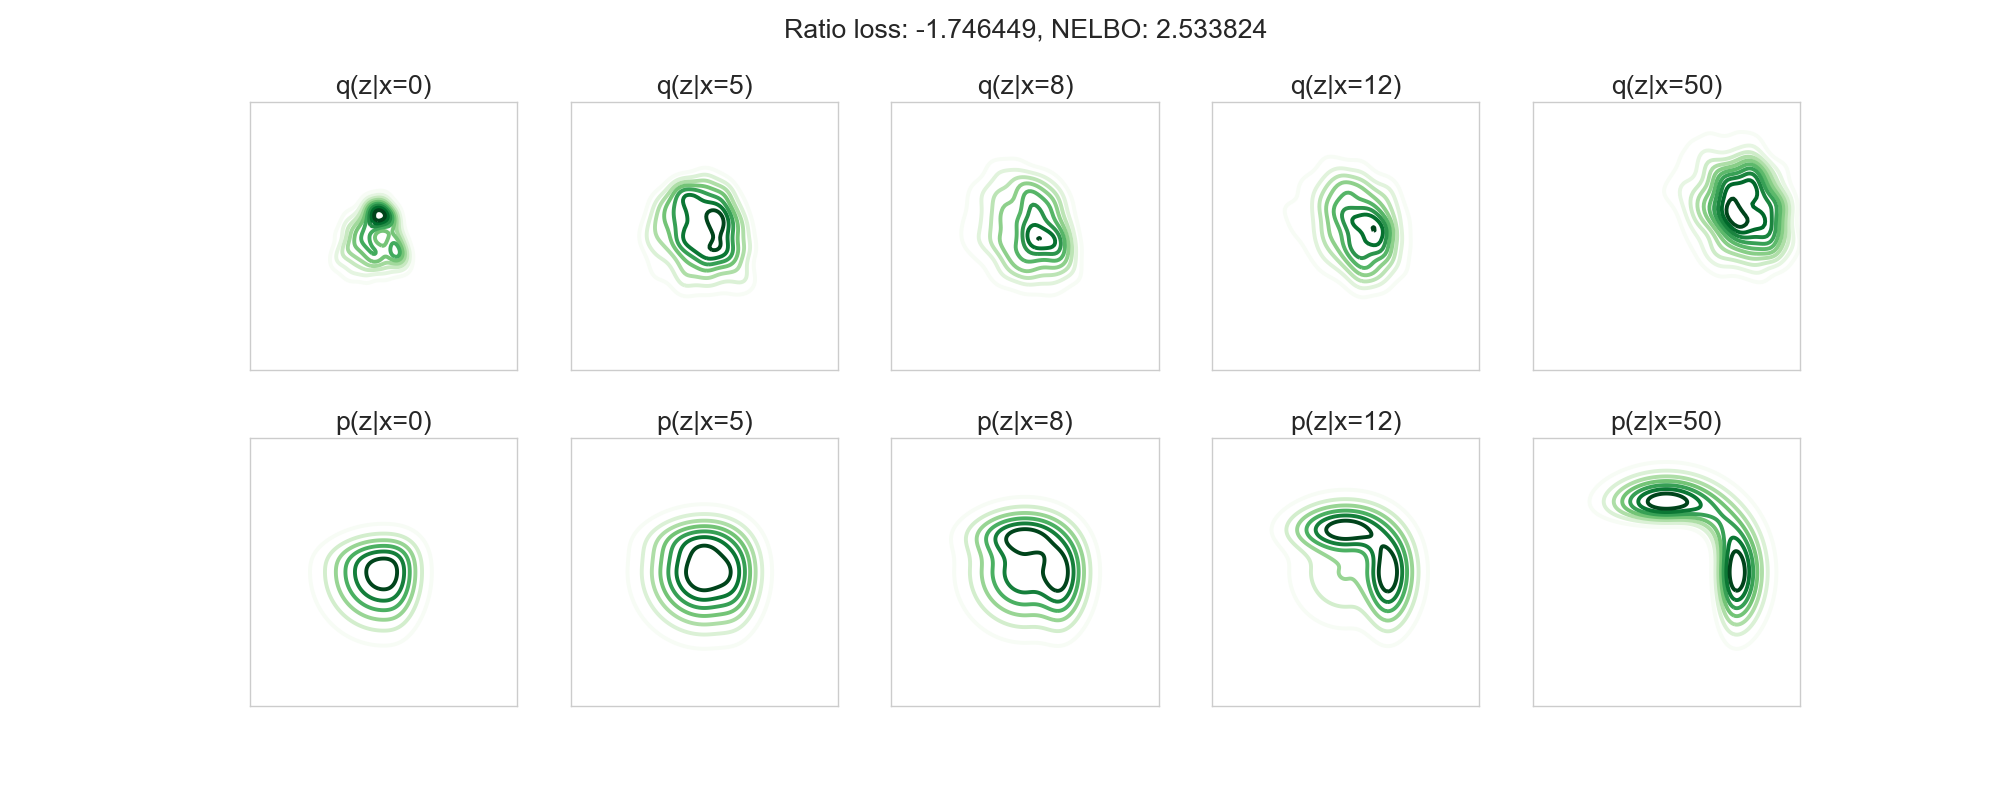 Ratio loss: -1.746449, NELBO: 2.533824
q(z|x=0) q(z|x=5) q(z|x=8) q(z|x=12) q(z|x=50)
p(z|x=0) p(z|x=5) p(z|x=8) p(z|x=12) p(z|x=50)